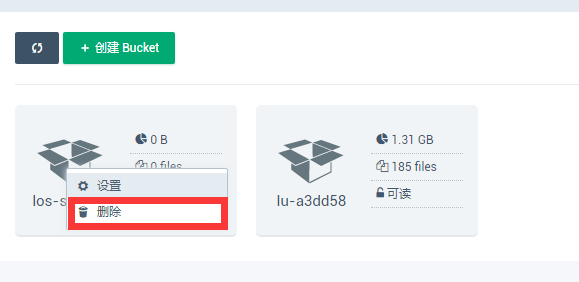 + 创建 Bucket
0 B
0 files
los-s
设置
删除
1.31 GB
185 files
可读
lu-a3dd58